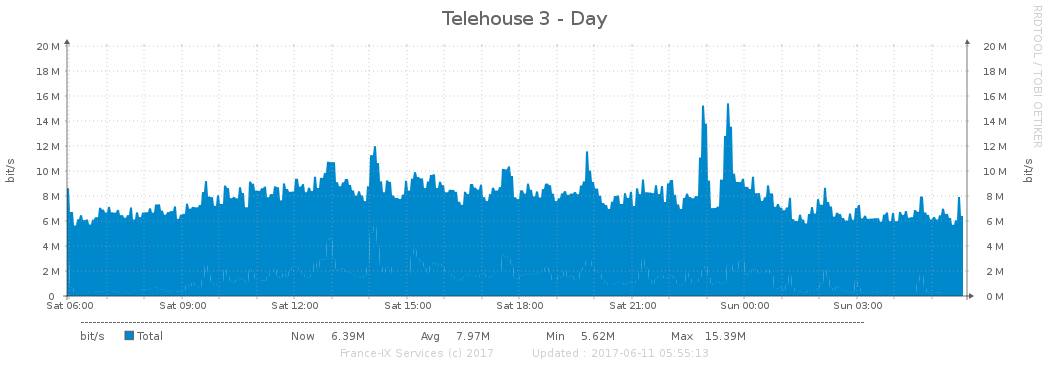 Telehouse 3 - Day
RRDTOOL / TOBI OETIKER
bit/s
20 M 20 M
18 M 18 M
16 M 16 M
14 M 14 M
12 M 12 M
10 M 10 M
8 M 8 M
6 M 6 M
4 M 4 M
2 M 2 M
0 0 M
bit/s
Sat 06:00 Sat 09:00 Sat 12:00 Sat 15:00 Sat 18:00 Sat 21:00 Sun 00:00 Sun 03:00
bit/s Total Now 6.39M Avg 7.97M Min 5.62M Max 15.39M
France-IX Services (c) 2017 Updated : 2017-06-11 05:55:13